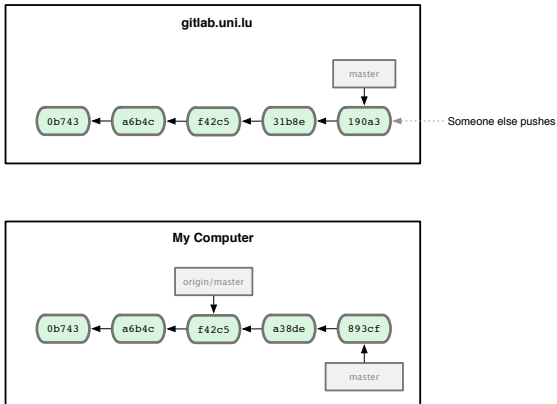 gitlab.uni.lu
master
0b743 a6b4c f42c5 31b8e 190a3 Someone else pushes
My Computer
origin/master
0b743 a6b4c f42c5 a38de 893cf
master